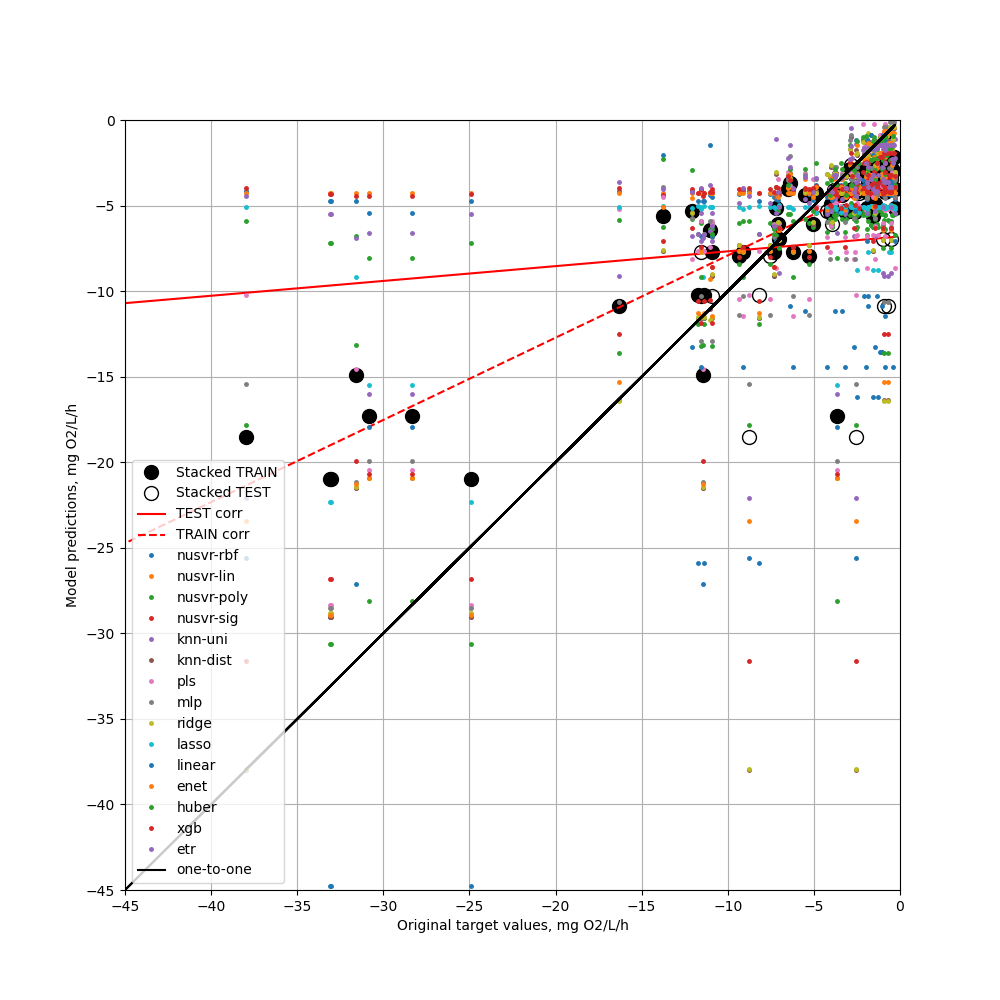 0
−5
−10
−15
−20
−25
−30
−35
−40
−45
Model predictions, mg O2/L/h
Stacked TRAIN
Stacked TEST
TEST corr
TRAIN corr
nusvr-rbf
nusvr-lin
nusvr-poly
nusvr-sig
knn-uni
knn-dist
pls
mlp
ridge
lasso
linear
enet
huber
xgb
etr
one-to-one
−45 −40 −35 −30 −25 −20 −15 −10 −5 0
Original target values, mg O2/L/h